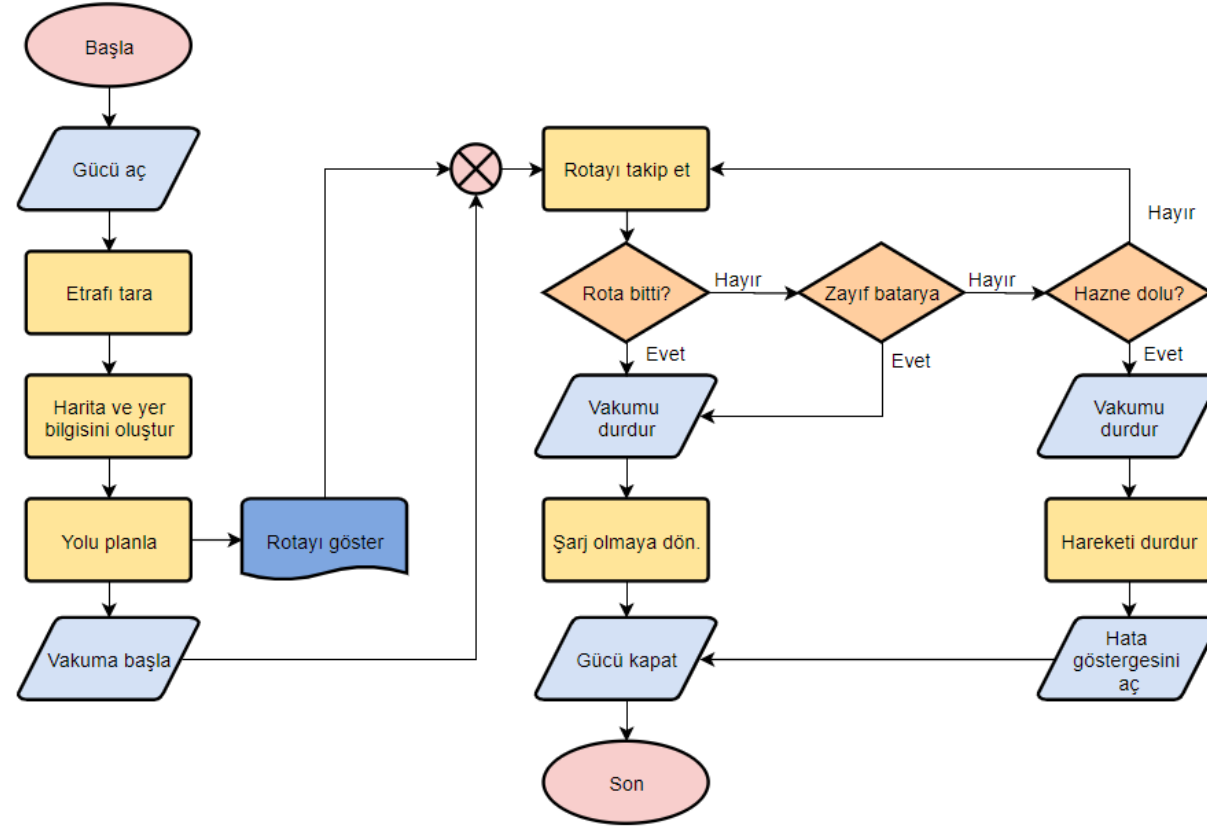 Başla
Gücü aç
Etrafı tara
Harita ve yer
bilgisini oluştur
Yolu planla
Rotayı göster
Vakuma başla
Rotayı takip et
Rota bitti?
Hayır
Zayıf batarya
Hayır
Hazne dolu?
Hayır
Evet
Evet
Evet
Vakumu
durdur
Şarj olmaya dön.
Gücü kapat
Son
Vakumu
durdur
Hareketi durdur
Hata
göstergesini
aç